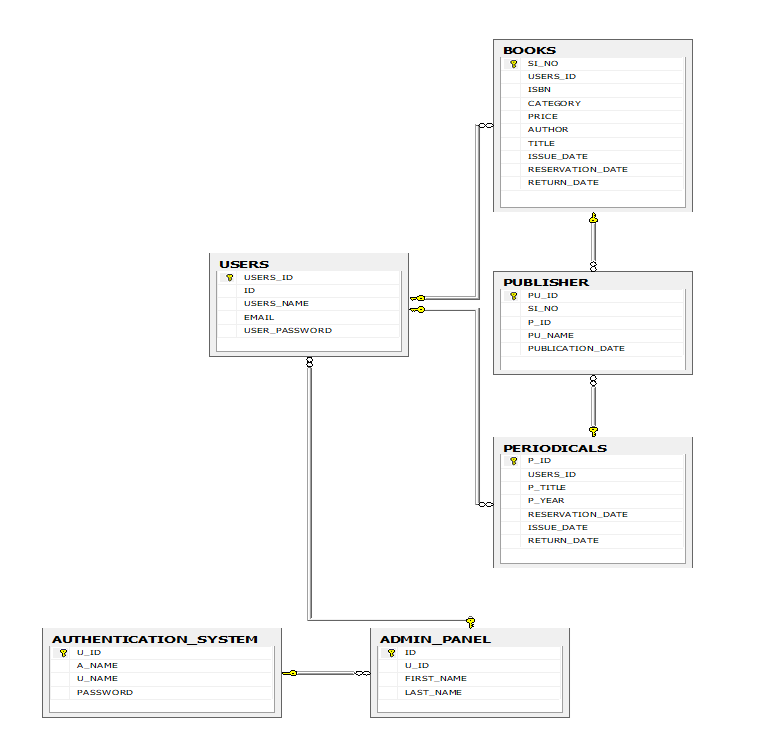 BOOKS
SI_NO
USERS_ID
ISBN
CATEGORY
PRICE
AUTHOR
TITLE
ISSUE_DATE
RESERVATION_DATE
RETURN_DATE
USERS
USERS_ID
ID
USERS_NAME
EMAIL
USER_PASSWORD
PUBLISHER
PU_ID
SI_NO
P_ID
PU_NAME
PUBLICATION_DATE
PERIODICALS
P_ID
USERS_ID
P_TITLE
P_YEAR
RESERVATION_DATE
ISSUE_DATE
RETURN_DATE
AUTHENTICATION_SYSTEM
U_ID
A_NAME
U_NAME
PASSWORD
ADMIN_PANEL
ID
U_ID
FIRST_NAME
LAST_NAME